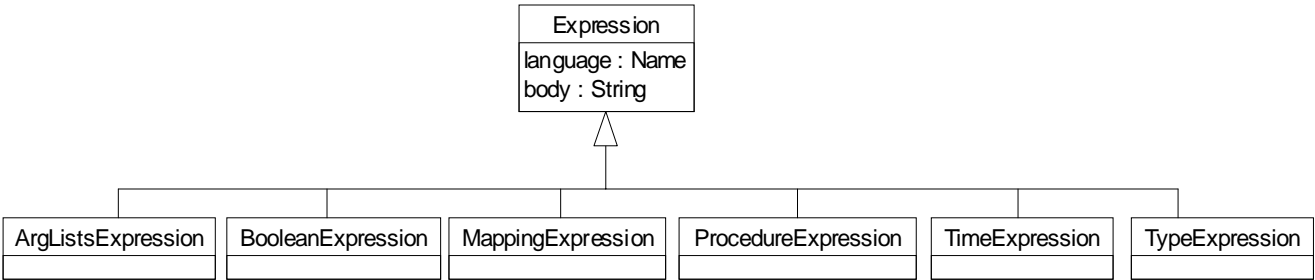 Expression
language : Name
body : String
ArgListsExpression
BooleanExpression
MappingExpression
ProcedureExpression
TimeExpression
TypeExpression